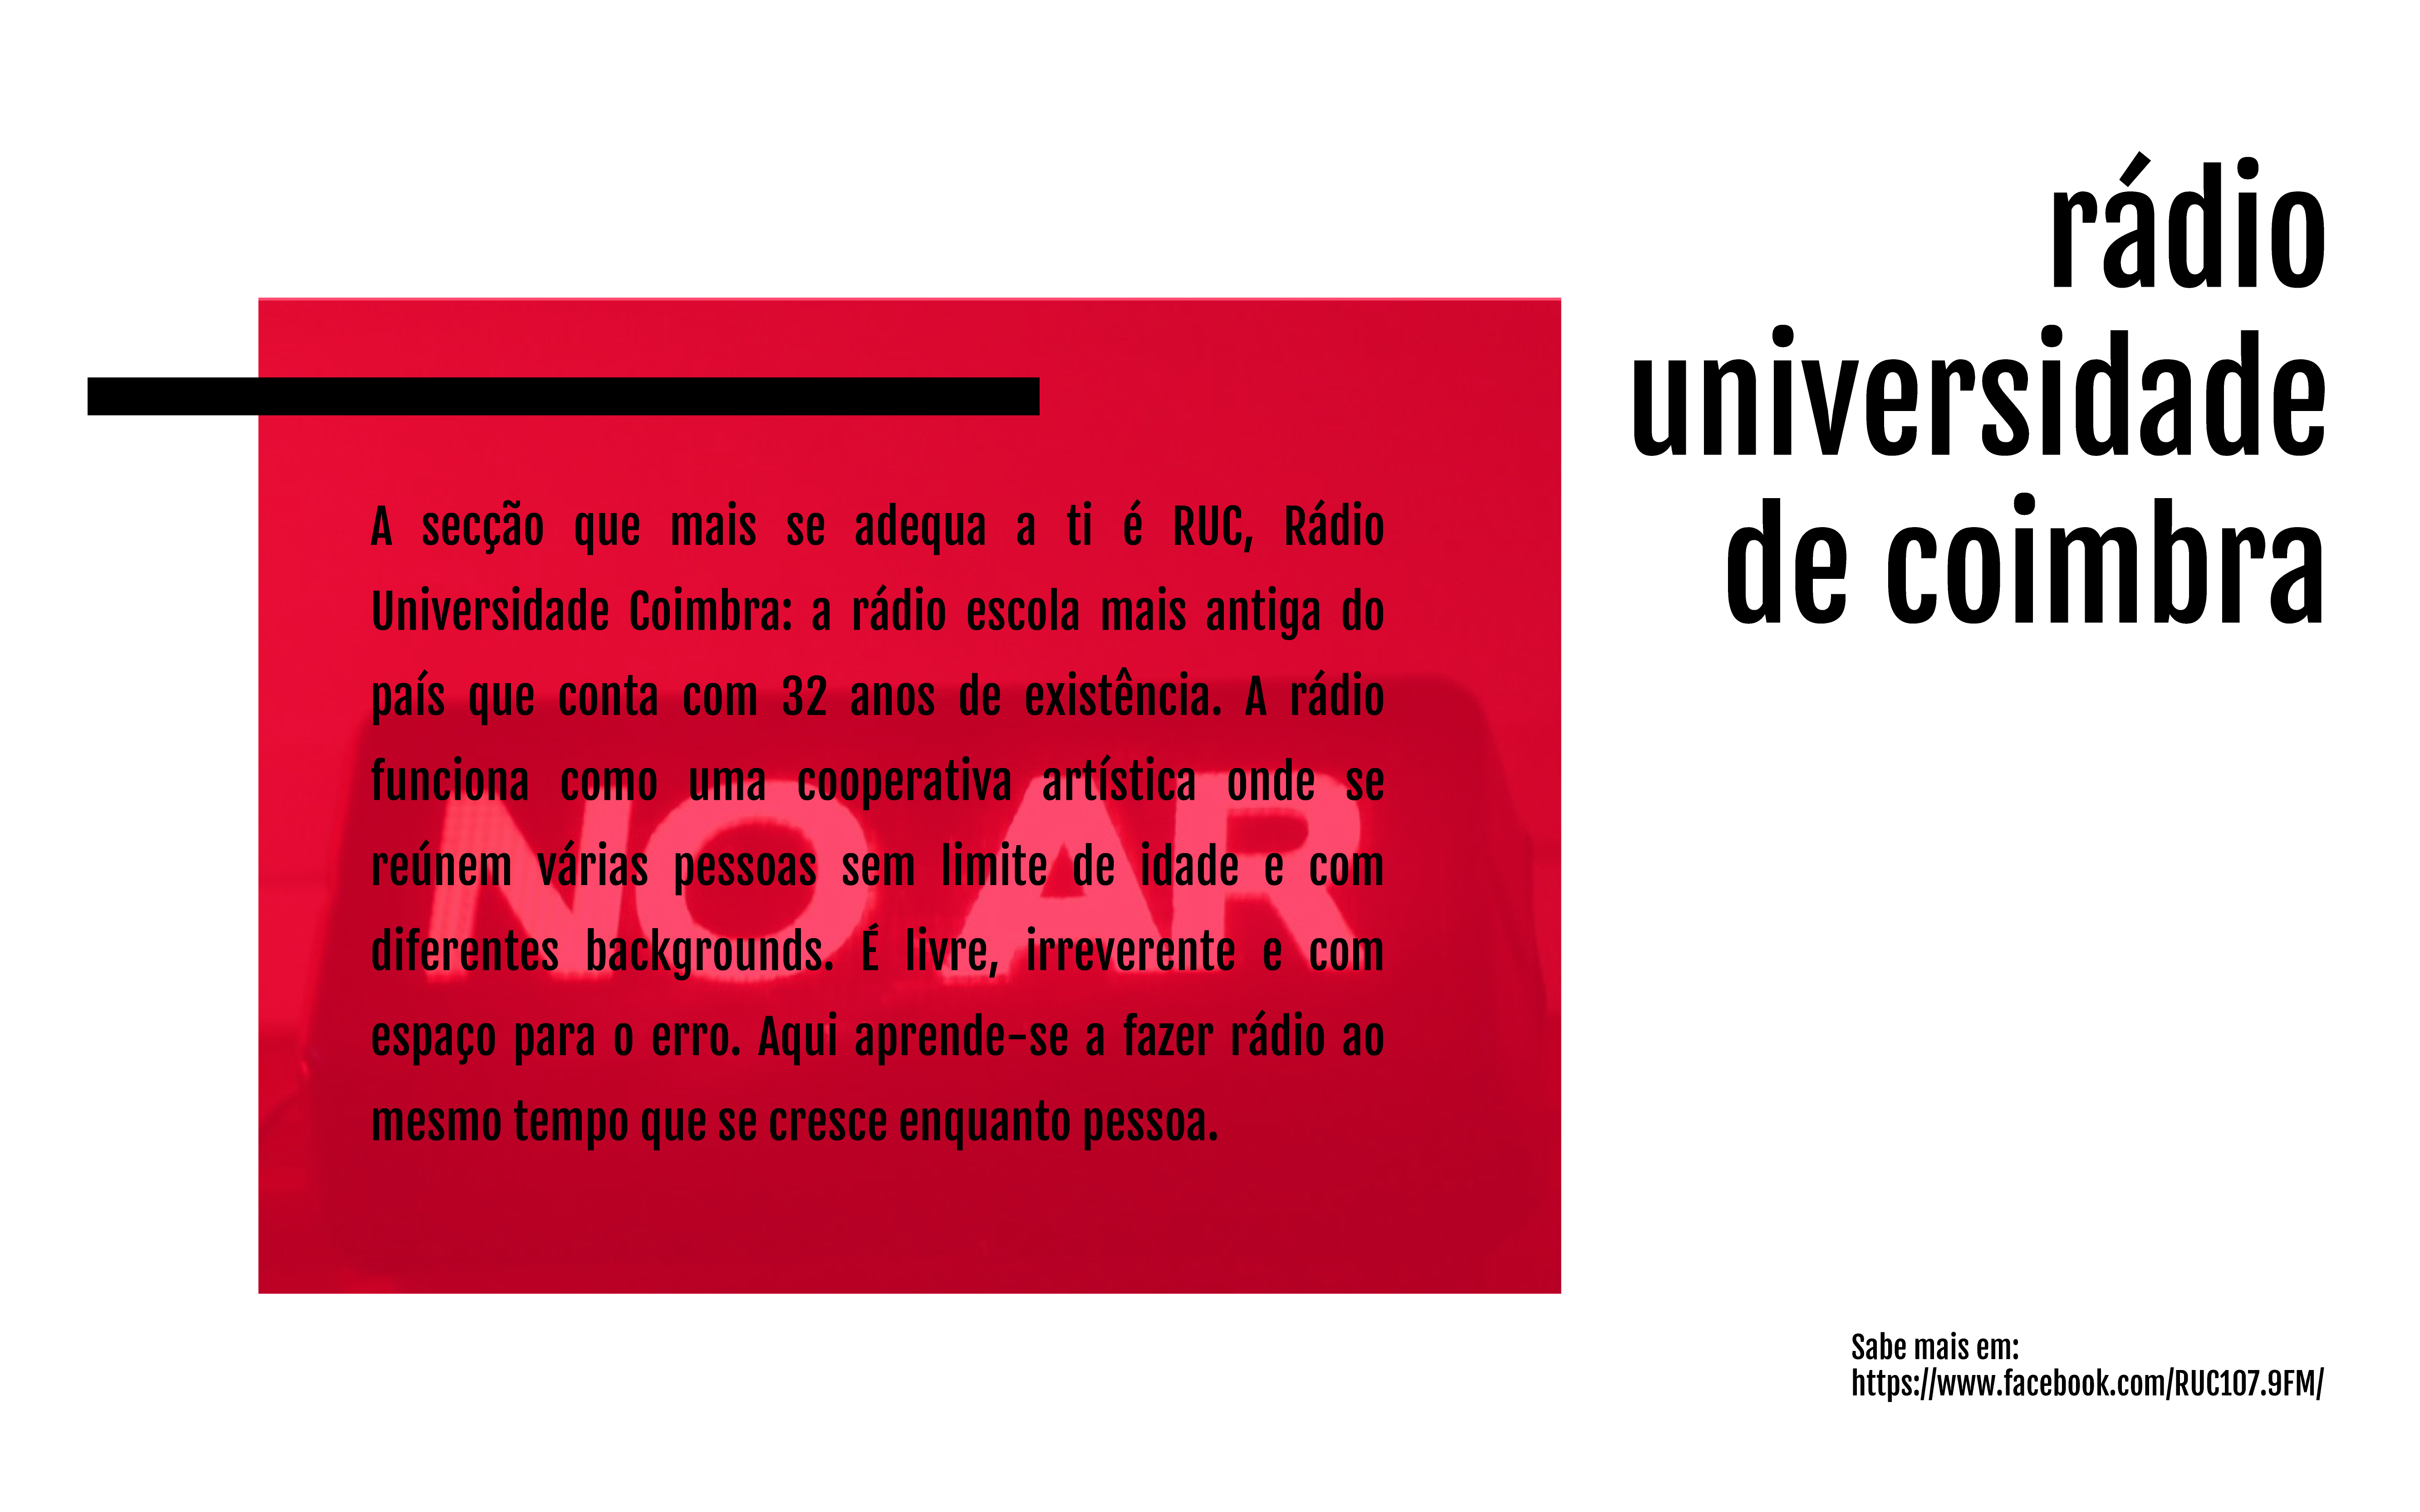 rádio
universidade
de coimbra
A secção que mais se adequa a ti é RUC, Rádio
Universidade Coimbra: a rádio escola mais antiga do
país que conta com 32 anos de existência. A rádio
funciona como uma cooperativa artística onde se
reúnem várias pessoas sem limite de idade e com
diferentes backgrounds. É livre, irreverente e com
espaço para o erro. Aqui aprende-se a fazer rádio ao
mesmo tempo que se cresce enquanto pessoa.
NO AR
Sabe mais em:
https://www.facebook.com/RUC107.9FM/